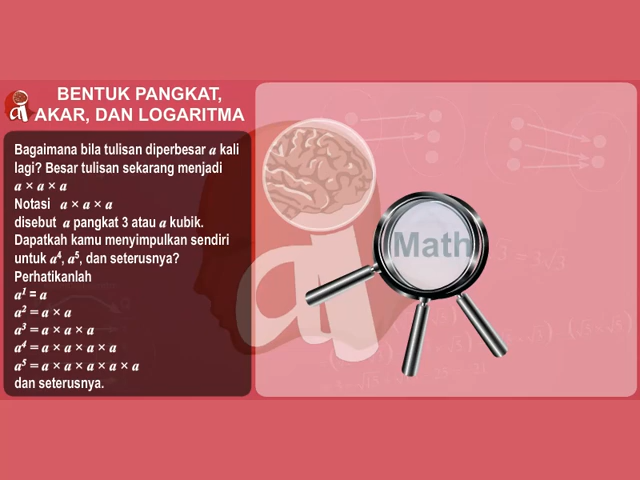 BENTUK PANGKAT,
AKAR, DAN LOGARITMA
Bagaimana bila tulisan diperbesar a kali
lagi? Besar tulisan sekarang menjadi
a × a × a
Notasi a × a × a
disebut a pangkat 3 atau a kubik.
Dapatkah kamu menyimpulkan sendiri
untuk a⁴, a⁵, dan seterusnya?
Perhatikanlah
a¹ = a
a² = a × a
a³ = a × a × a
a⁴ = a × a × a × a
a⁵ = a × a × a × a × a
dan seterusnya.
Math